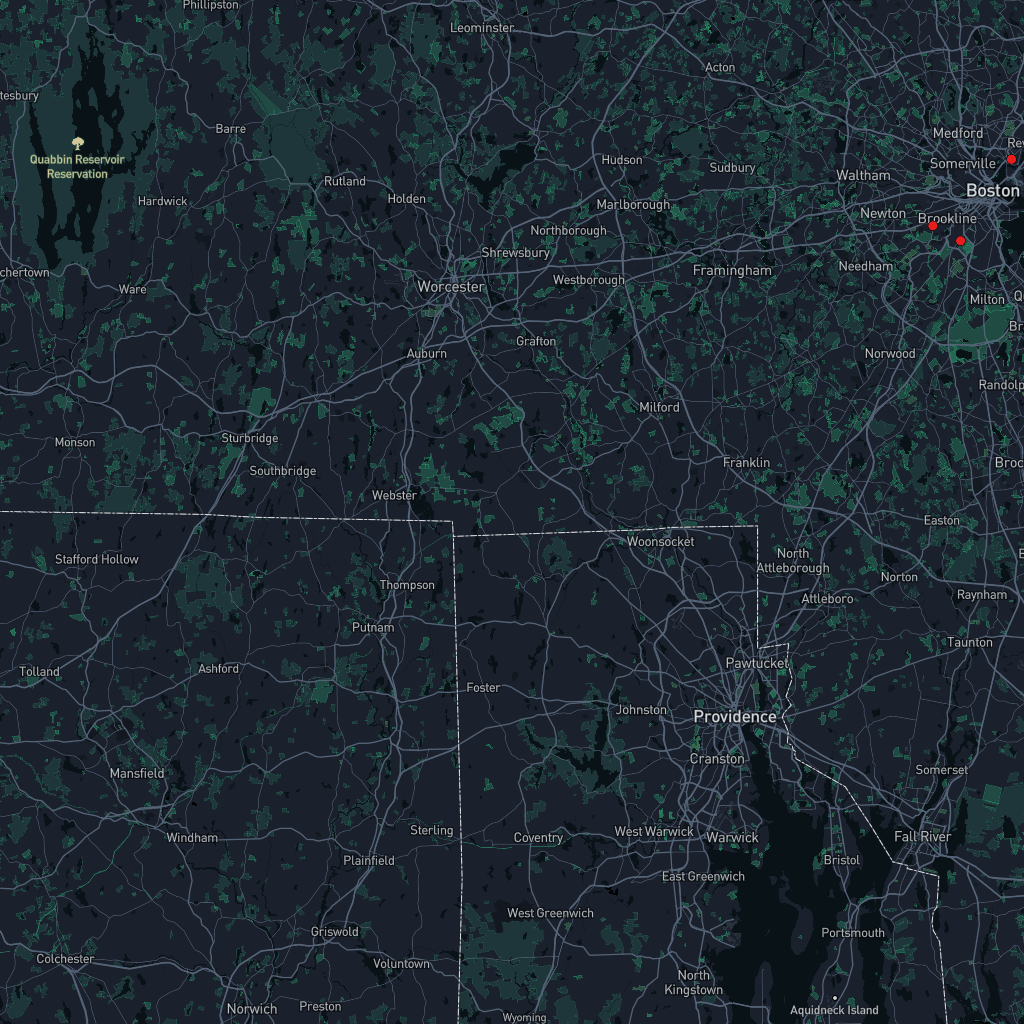 Phillipston
Leominster
Acton
Barre
Medford
Quabbin Reservoir
Reservation
Hudson
Somerville
Sudbury
Waltham
Boston
Rutland
Holden
Hardwick
Marlborough
Newton
Brookline
Northborough
Shrewsbury
Needham
Framingham
Westborough
Ware
Worcester
Milton
Grafton
Auburn
Norwood
Milford
Sturbridge
Monson
Franklin
Southbridge
Webster
Easton
Woonsocket
Stafford Hollow
North
Attleborough
Thompson
Norton
Raynham
Attleboro
Putnam
Taunton
Pawtucket
Ashford
Tolland
Foster
Johnston
Providence
Cranston
Mansfield
Somerset
Sterling
West Warwick
Windham
Coventry
Warwick
Fall River
Plainfield
Bristol
East Greenwich
West Greenwich
Griswold
Portsmouth
Colchester
Voluntown
North
Kingstown
Norwich
Preston
Aquidneck Island
Wyoming